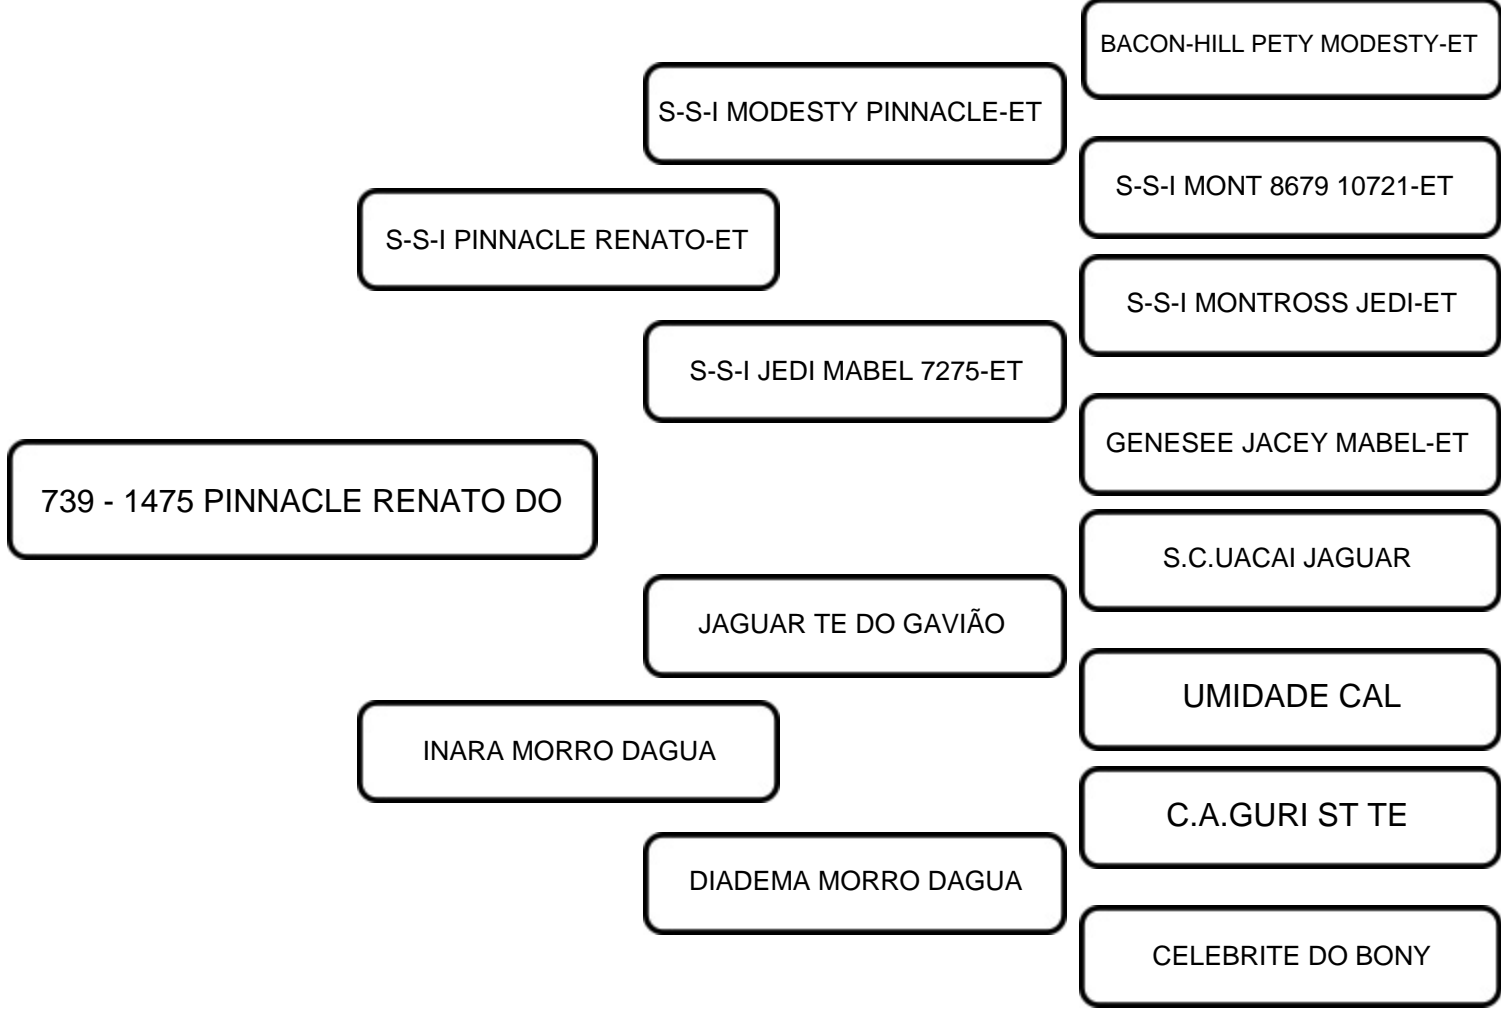 BACON-HILL PETY MODESTY-ET
S-S-I MODESTY PINNACLE-ET
S-S-I MONT 8679 10721-ET
S-S-I PINNACLE RENATO-ET
S-S-I MONTROSS JEDI-ET
S-S-I JEDI MABEL 7275-ET
GENESEE JACEY MABEL-ET
739 - 1475 PINNACLE RENATO DO
S.C.UACAI JAGUAR
JAGUAR TE DO GAVIÃO
UMIDADE CAL
INARA MORRO DAGUA
C.A.GURI ST TE
DIADEMA MORRO DAGUA
CELEBRITE DO BONY